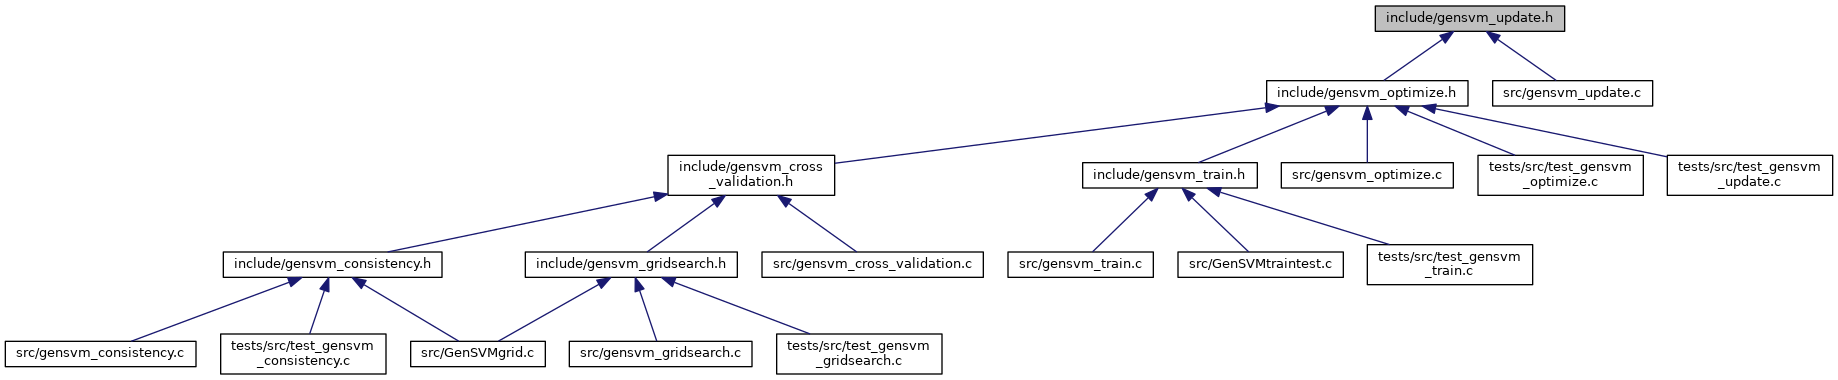 include/gensvm_update.h
include/gensvm_optimize.h
src/gensvm_update.c
include/gensvm_cross
_validation.h
include/gensvm_train.h
src/gensvm_optimize.c
tests/src/test_gensvm
_optimize.c
tests/src/test_gensvm
_update.c
include/gensvm_consistency.h
include/gensvm_gridsearch.h
src/gensvm_cross_validation.c
src/gensvm_train.c
src/GenSVMtraintest.c
tests/src/test_gensvm
_train.c
src/gensvm_consistency.c
tests/src/test_gensvm
_consistency.c
src/GenSVMgrid.c
src/gensvm_gridsearch.c
tests/src/test_gensvm
_gridsearch.c